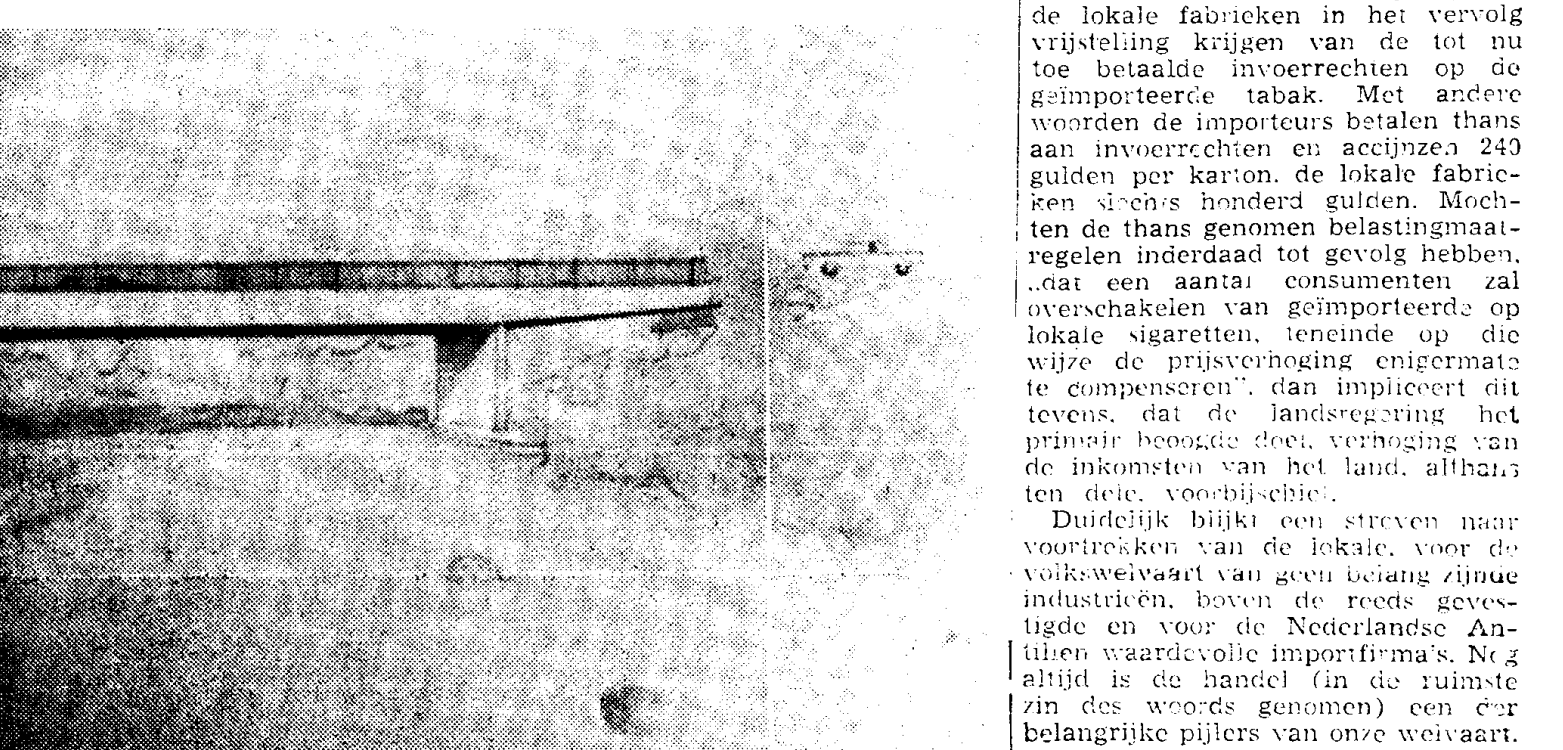 de lokale fabrieken in het vervolg
vrijstelling krijgen van de tot nu
toe betaalde invoerrechten op de
geïmporteerde tabak. Met andere
woorden de importeurs betalen thans
aan invoerrechten en accijnzen 240
gulden per karton. de lokale fabrie-
ken slechts honderd gulden. Moch-
ten de thans genomen belastingmaat-
regelen inderdaad tot gevolg hebben,
„dat een aantal consumenten zal
overschakelen van geïmporteerde op
lokale sigaretten, teneinde op die
wijze de prijsverhoging enigermate
te compenseren”. dan impliceert dit
tevens, dat de landsregering het
primair beoogde doel, verhoging van
de inkomsten van het land, althans
ten dele, voorbijschiet.
Duidelijk blijkt een streven naar
voortrekken van de lokale, voor de
volkswelvaart van geen belang zijnde
industrieën, boven de reeds geves-
tigde en voor de Nederlandse An-
tillen waardevolle importfirma's. Nog
altijd is de handel (in de ruimste
zin des woords genomen) een der
belangrijke pijlers van onze welvaart.